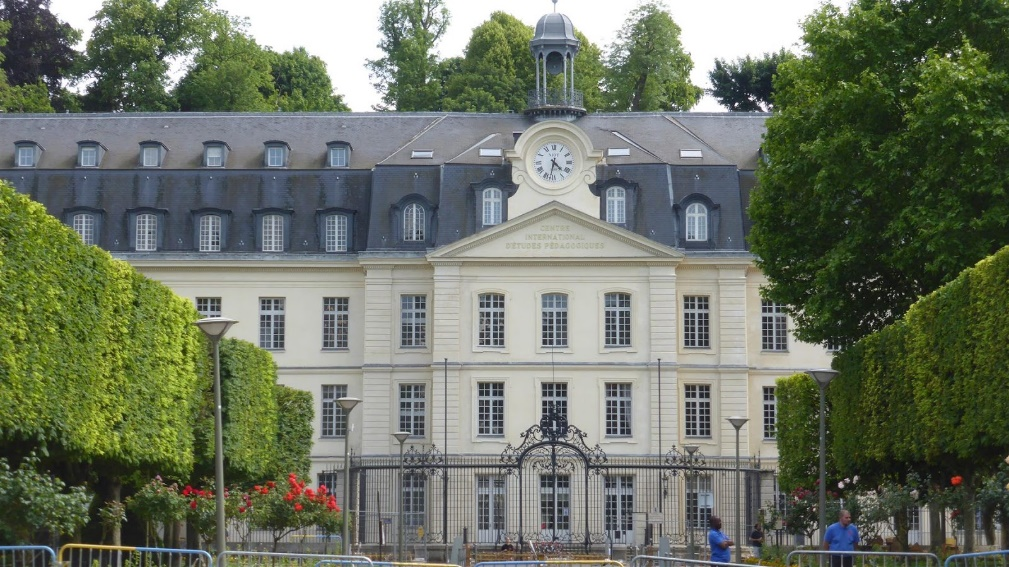 CENTRE
INTERNATIONAL
D'ÉTUDES PÉDAGOGIQUES